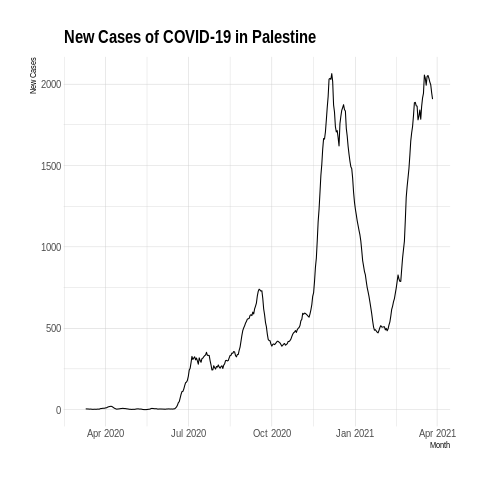 New Cases of COVID-19 in Palestine
New Cases
2000
1500
1000
500
0
Apr 2020 Jul 2020 Oct 2020 Jan 2021 Apr 2021
Month